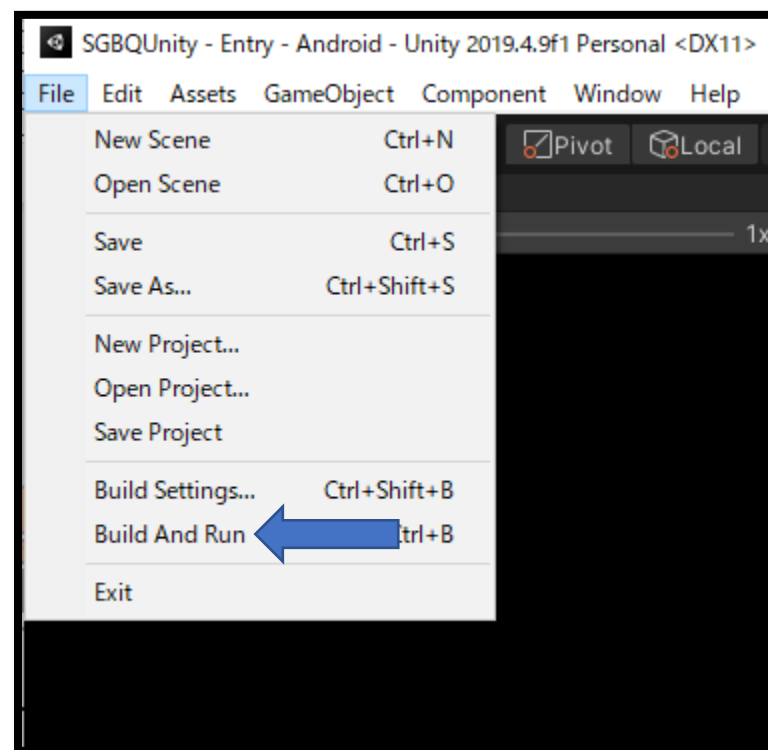 SGBQUnity - Entry - Android - Unity 2019.4.9f1 Personal <DX11>
File Edit Assets GameObject Component Window Help
New Scene Ctrl+N
Pivot Local
Open Scene Ctrl+O
Save Ctrl+S
1x
Save As... Ctrl+Shift+S
New Project...
Open Project...
Save Project
Build Settings... Ctrl+Shift+B
Build And Run trl+B
Exit